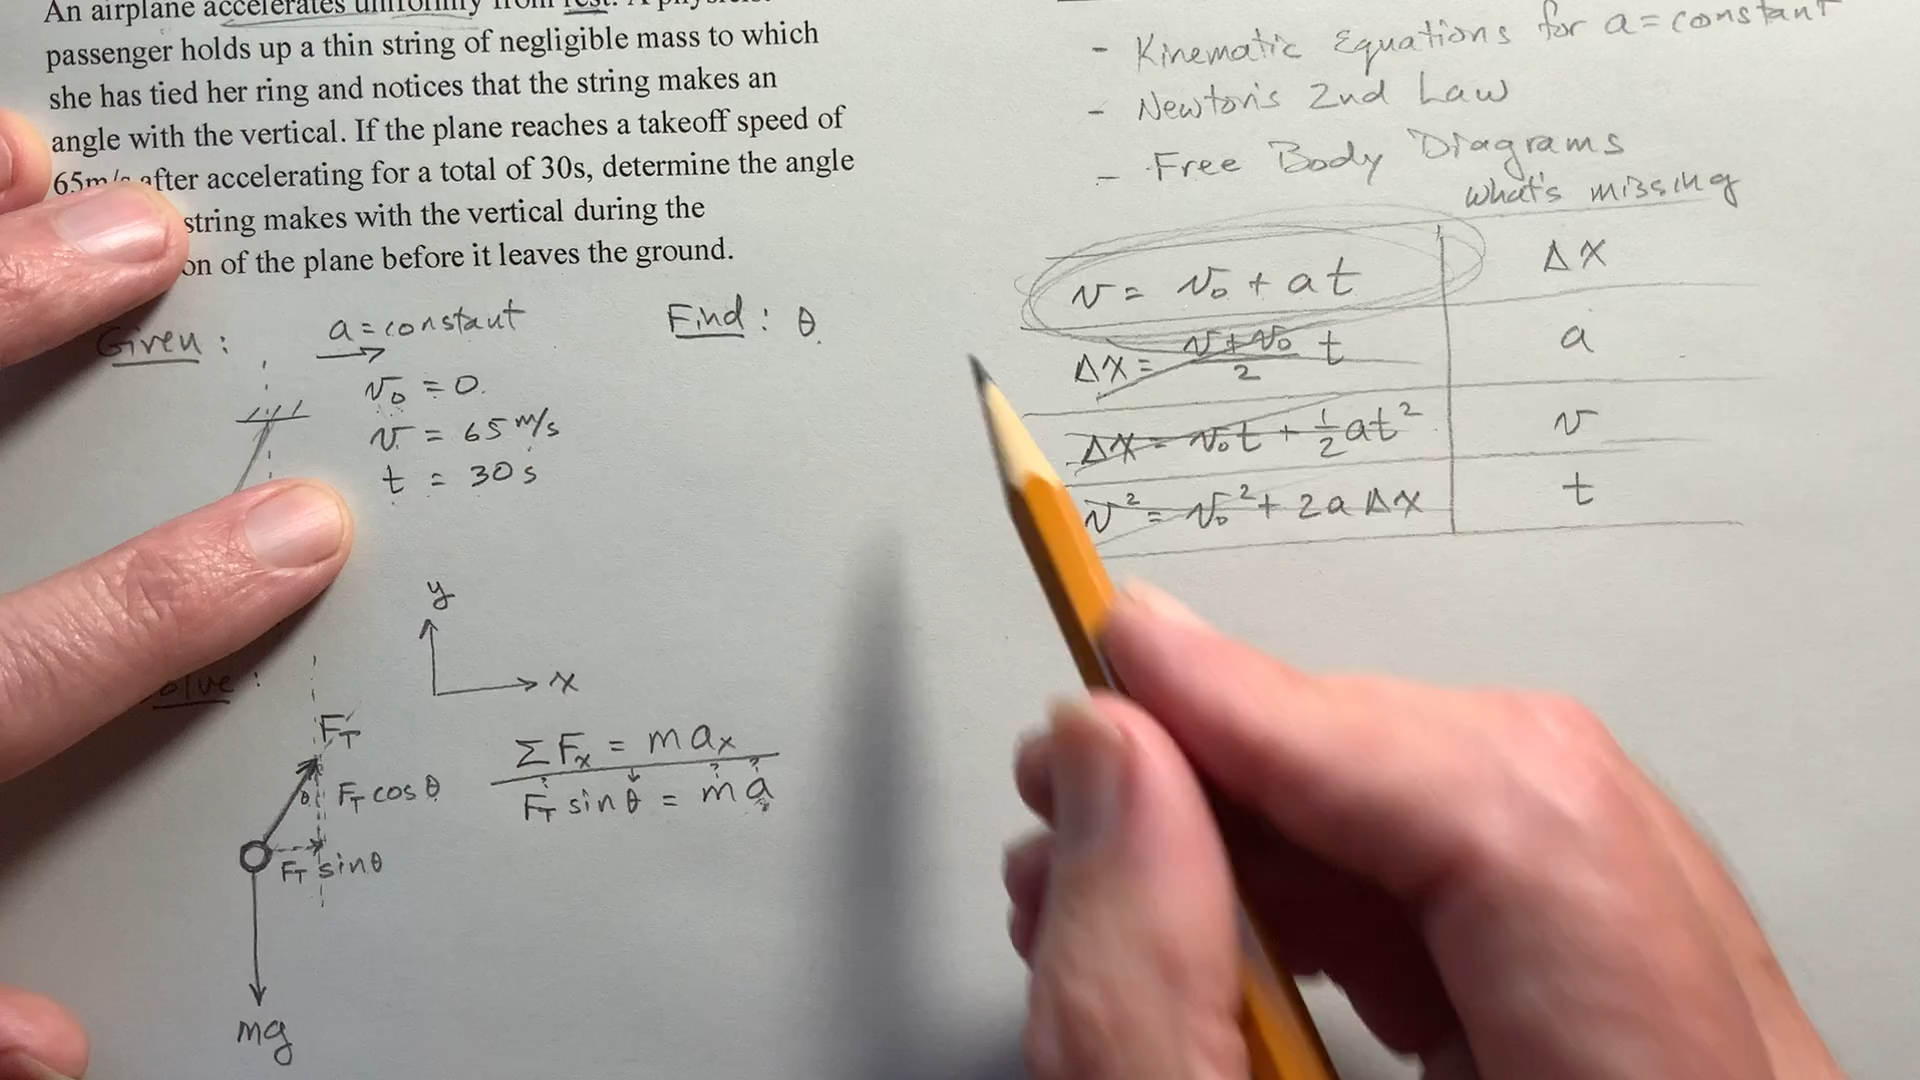 An airplane accelerates uniformly from rest. A
passenger holds up a thin string of negligible mass to which
she has tied her ring and notices that the string makes an
angle with the vertical. If the plane reaches a takeoff speed of
65m/s after accelerating for a total of 30s, determine the angle
string makes with the vertical during the
on of the plane before it leaves the ground.
- Kinematic Equations for a = constant
- Newton's 2nd Law
- Free Body Diagrams
what's missing
v = v₀ + at Δx
Δx = v + v₀ / 2 t a
Δx = v₀t + ½at² v
v² = v₀² + 2aΔx t
Given : a = constant Find : θ
v₀ = 0
v = 65 m/s
t = 30 s
y
x
olve :
F_T
F_T cos θ
θ
F_T sin θ
mg
ΣFₓ = maₓ
F_T sin θ = ma
? ? ?